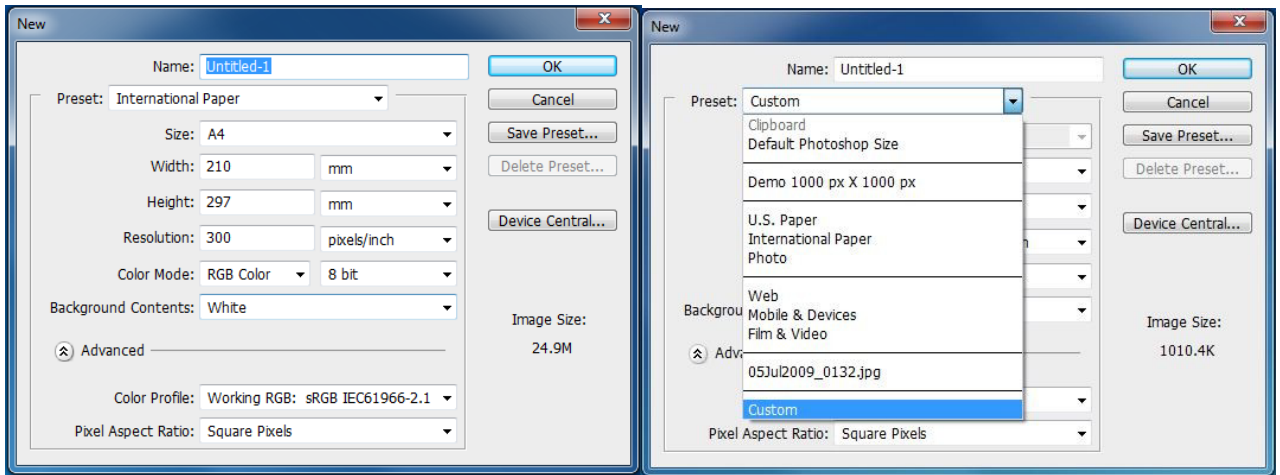 New
Name: Untitled-1
OK
Preset: International Paper
Cancel
Size: A4
Save Preset...
Width: 210 mm
Delete Preset...
Height: 297 mm
Device Central...
Resolution: 300 pixels/inch
Color Mode: RGB Color 8 bit
Background Contents: White
Image Size:
24.9M
Advanced
Color Profile: Working RGB: sRGB IEC61966-2.1
Pixel Aspect Ratio: Square Pixels
New
Name: Untitled-1
OK
Preset: Custom
Cancel
Clipboard
Default Photoshop Size
Save Preset...
Delete Preset...
Demo 1000 px X 1000 px
U.S. Paper
Device Central...
International Paper
Photo
Web
Mobile & Devices
Film & Video
Image Size:
1010.4K
05Jul2009_0132.jpg
Custom
Pixel Aspect Ratio: Square Pixels